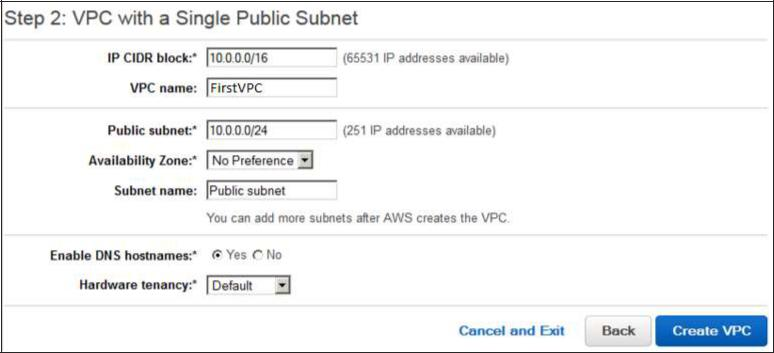 Step 2: VPC with a Single Public Subnet
IP CIDR block:* 10.0.0.0/16 (65531 IP addresses available)
VPC name: FirstVPC
Public subnet:* 10.0.0.0/24 (251 IP addresses available)
Availability Zone:* No Preference
Subnet name: Public subnet
You can add more subnets after AWS creates the VPC.
Enable DNS hostnames:* Yes No
Hardware tenancy:* Default
Cancel and Exit Back Create VPC